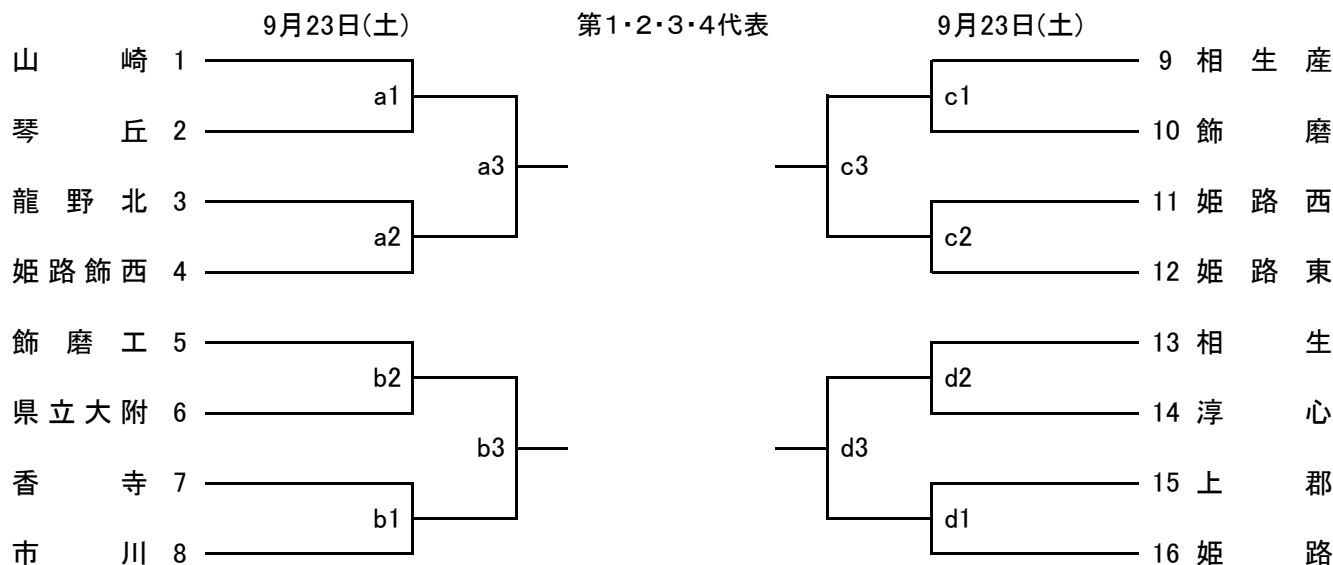 9月23日(土) 第1・2・3・4代表 9月23日(土)
山崎 1 9 相生産
a1 c1
琴丘 2 10 飾磨
a3 c3
龍野北 3 11 姫路西
a2 c2
姫路飾西 4 12 姫路東
飾磨工 5 13 相生
b2 d2
県立大附 6 14 淳心
b3 d3
香寺 7 15 上郡
b1 d1
市川 8 16 姫路